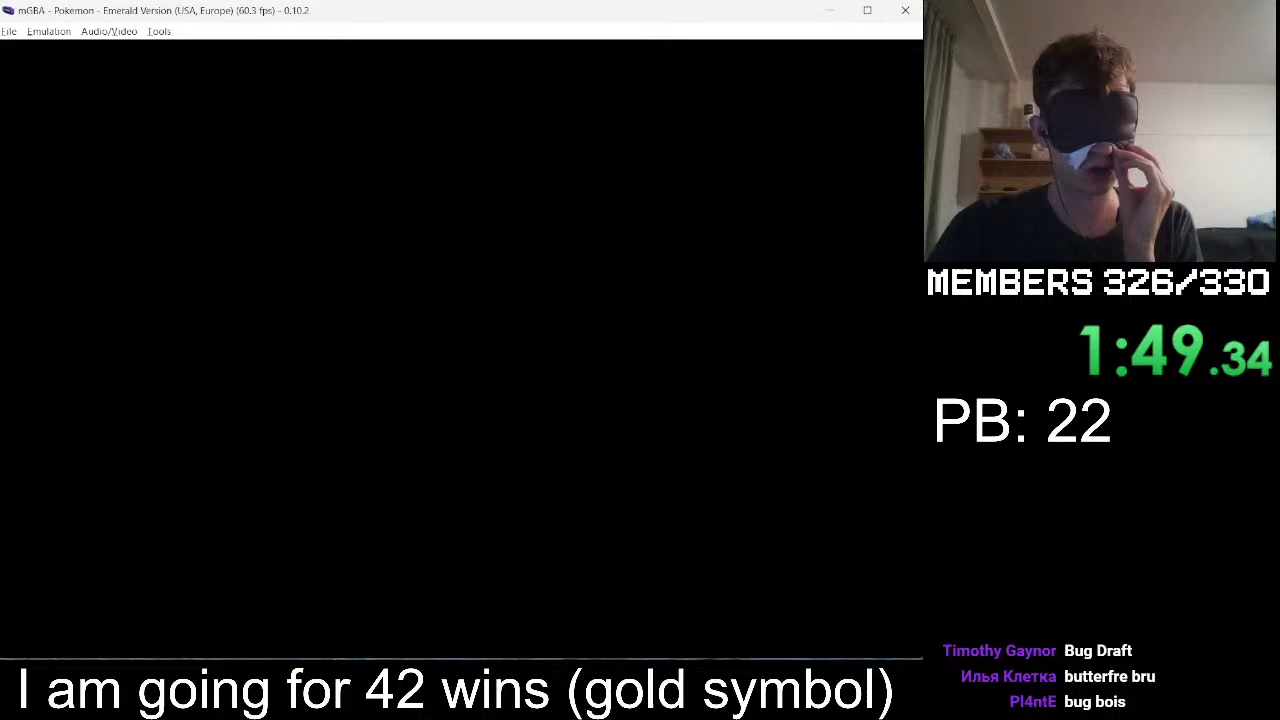 mGBA - Pokemon - Emerald Version (USA, Europe) (60.3 fps) - 0.10.2
File Emulation Audio/Video Tools
MEMBERS 326/330
1:49.34
PB: 22
Timothy Gaynor Bug Draft
Илья Клетка butterfre bru
Pl4ntE bug bois
I am going for 42 wins (gold symbol)